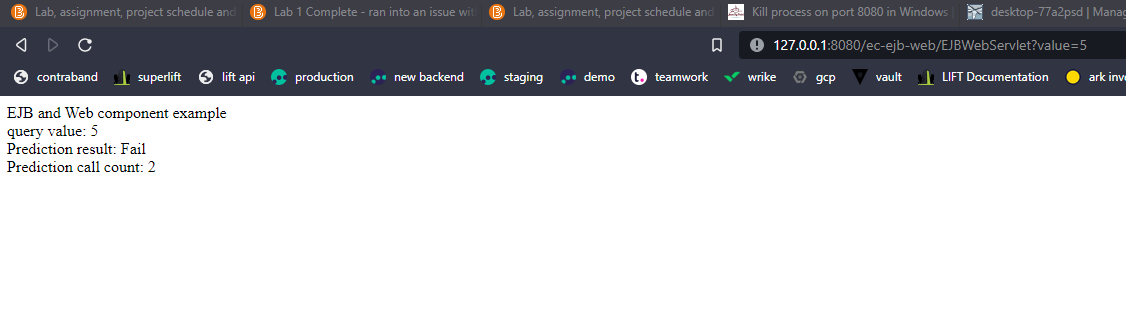 Lab, assignment, project schedule and
Lab 1 Complete - ran into an issue wit
Lab, assignment, project schedule and
Kill process on port 8080 in Windows |
desktop-77a2psd | Manag
127.0.0.1:8080/ec-ejb-web/EJBWebServlet?value=5
contraband superlift lift api production new backend staging demo teamwork wrike gcp vault LIFT Documentation ark inve
EJB and Web component example
query value: 5
Prediction result: Fail
Prediction call count: 2